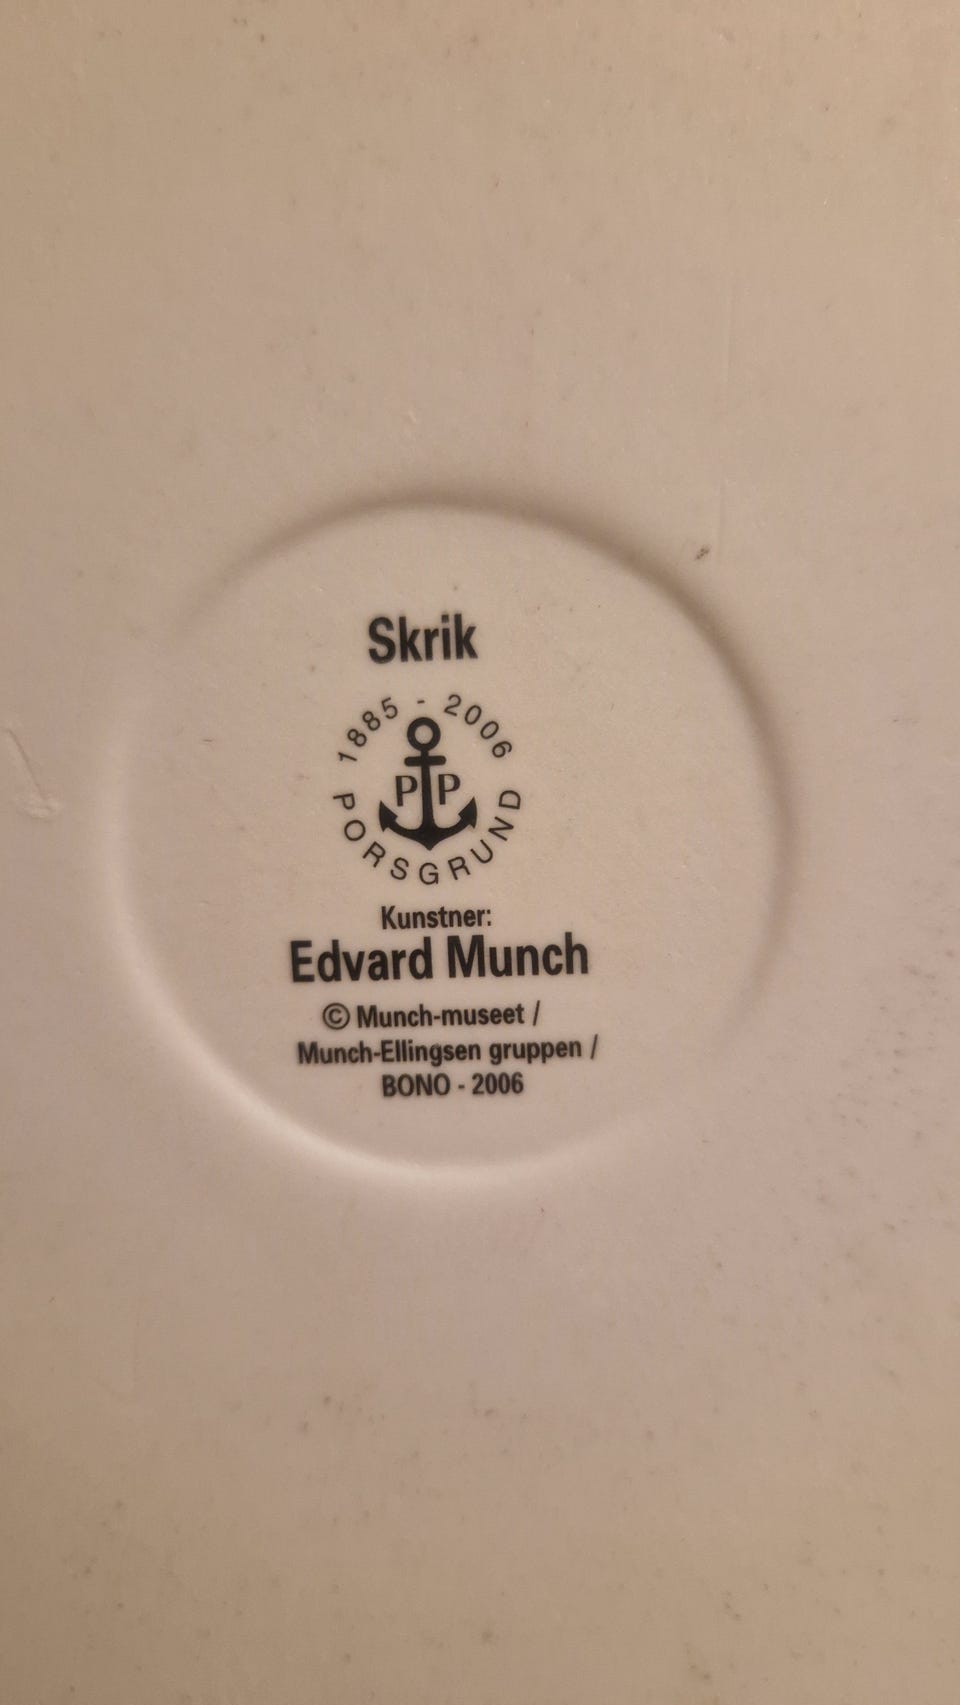 Skrik
1885 - 2006
P P
PORSGRUND
Kunstner:
Edvard Munch
© Munch-museet /
Munch-Ellingsen gruppen /
BONO - 2006